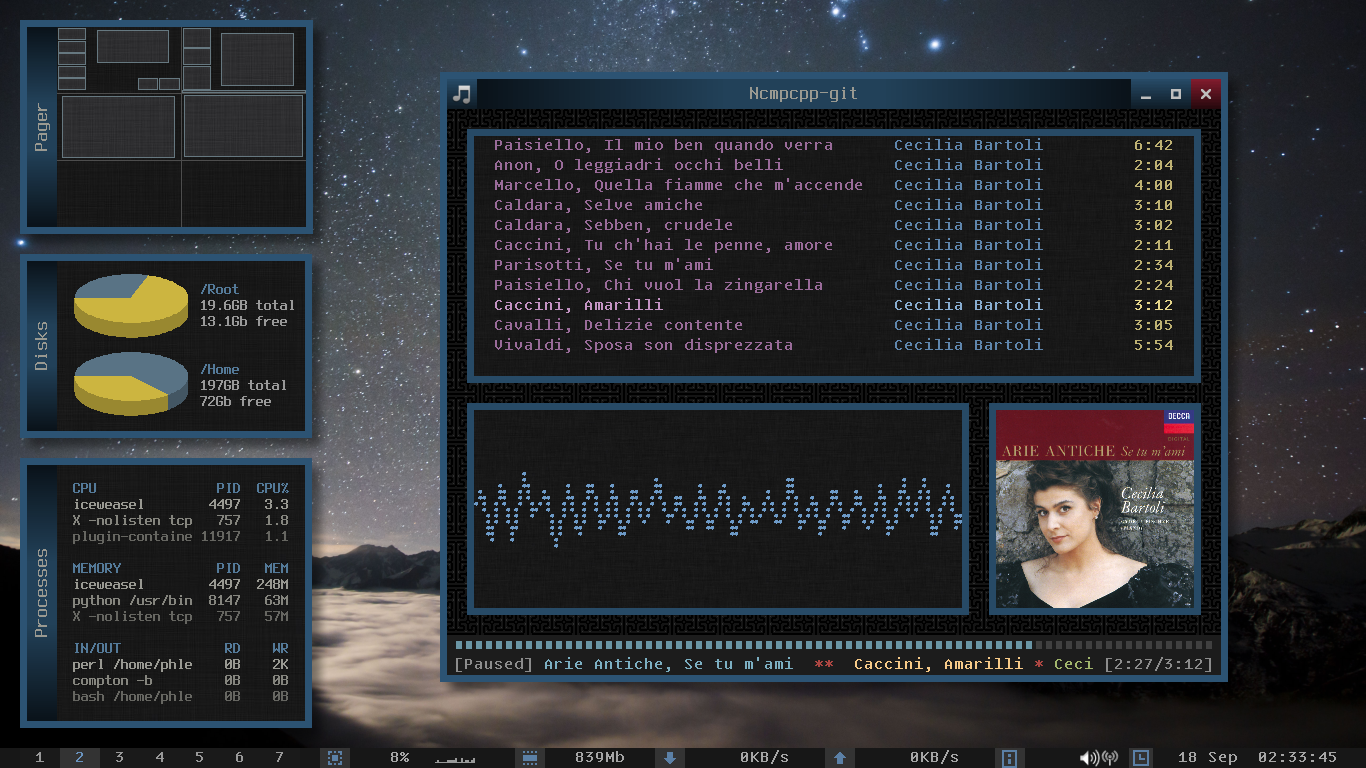 Pager
Disks
/Root
19.6GB total
13.1Gb free
/Home
197GB total
72Gb free
Processes
CPU PID CPU%
iceweasel 4497 3.3
X -nolisten tcp 757 1.8
plugin-containe 11917 1.1
MEMORY PID MEM
iceweasel 4497 248M
python /usr/bin 8147 63M
X -nolisten tcp 757 57M
IN/OUT RD WR
perl /home/phle 0B 2K
compton -b 0B 0B
bash /home/phle 0B 0B
Ncmpcpp-git
Paisiello, Il mio ben quando verra Cecilia Bartoli 6:42
Anon, O leggiadri occhi belli Cecilia Bartoli 2:04
Marcello, Quella fiamme che m'accende Cecilia Bartoli 4:00
Caldara, Selve amiche Cecilia Bartoli 3:10
Caldara, Sebben, crudele Cecilia Bartoli 3:02
Caccini, Tu ch'hai le penne, amore Cecilia Bartoli 2:11
Parisotti, Se tu m'ami Cecilia Bartoli 2:34
Paisiello, Chi vuol la zingarella Cecilia Bartoli 2:24
Caccini, Amarilli Cecilia Bartoli 3:12
Cavalli, Delizie contente Cecilia Bartoli 3:05
Vivaldi, Sposa son disprezzata Cecilia Bartoli 5:54
DECCA
DIGITAL
ARIE ANTICHE Se tu m'ami
Cecilia
Bartoli
[Paused] Arie Antiche, Se tu m'ami ** Caccini, Amarilli * Ceci [2:27/3:12]
1 2 3 4 5 6 7 8% 839Mb 0KB/s 0KB/s 18 Sep 02:33:45